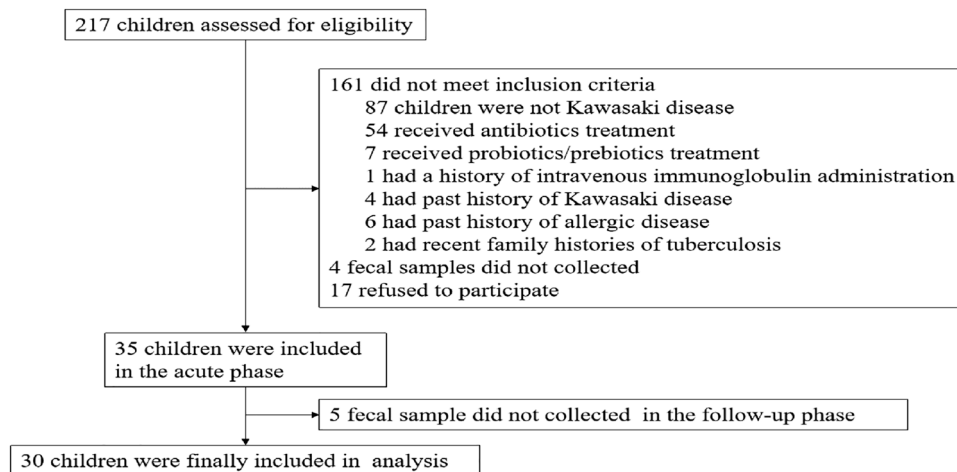 217 children assessed for eligibility
161 did not meet inclusion criteria
87 children were not Kawasaki disease
54 received antibiotics treatment
7 received probiotics/prebiotics treatment
1 had a history of intravenous immunoglobulin administration
4 had past history of Kawasaki disease
6 had past history of allergic disease
2 had recent family histories of tuberculosis
4 fecal samples did not collected
17 refused to participate
35 children were included
in the acute phase
5 fecal sample did not collected in the follow-up phase
30 children were finally included in analysis